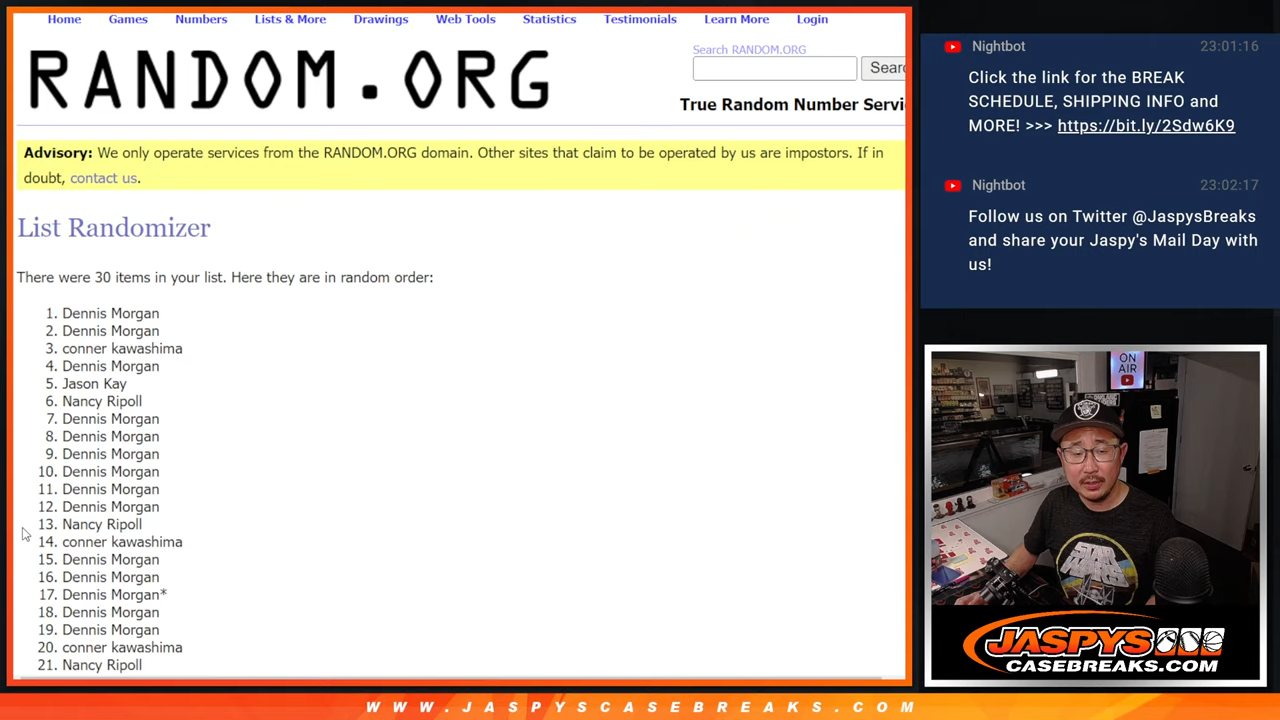 Home Games Numbers Lists & More Drawings Web Tools Statistics Testimonials Learn More Login
RANDOM.ORG
Search RANDOM.ORG
Sear
True Random Number Servi
Advisory: We only operate services from the RANDOM.ORG domain. Other sites that claim to be operated by us are impostors. If in
doubt, contact us.
List Randomizer
There were 30 items in your list. Here they are in random order:
1. Dennis Morgan
2. Dennis Morgan
3. conner kawashima
4. Dennis Morgan
5. Jason Kay
6. Nancy Ripoll
7. Dennis Morgan
8. Dennis Morgan
9. Dennis Morgan
10. Dennis Morgan
11. Dennis Morgan
12. Dennis Morgan
13. Nancy Ripoll
14. conner kawashima
15. Dennis Morgan
16. Dennis Morgan
17. Dennis Morgan*
18. Dennis Morgan
19. Dennis Morgan
20. conner kawashima
21. Nancy Ripoll
Nightbot 23:01:16
Click the link for the BREAK
SCHEDULE, SHIPPING INFO and
MORE! >>> https://bit.ly/2Sdw6K9
Nightbot 23:02:17
Follow us on Twitter @JaspysBreaks
and share your Jaspy's Mail Day with
us!
ON
AIR
JASPYS
CASEBREAKS.COM
WWW.JASPYSCASEBREAKS.COM